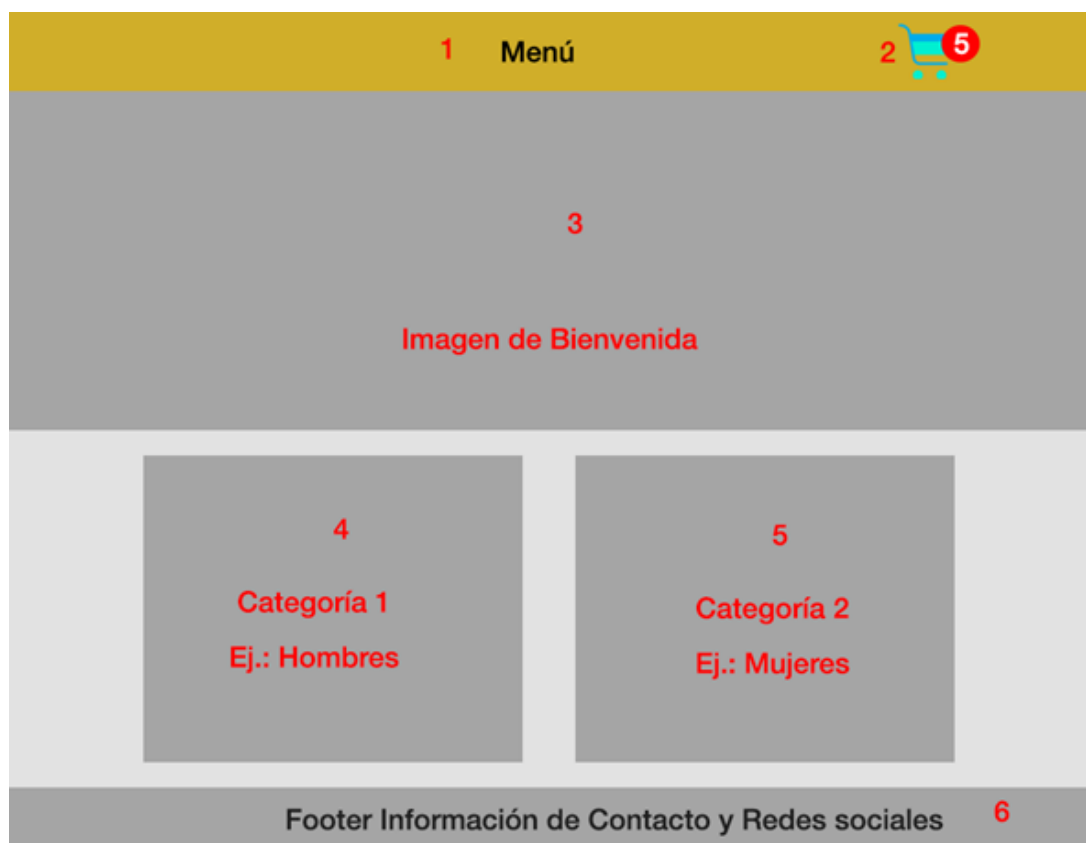 1 Menú 2 5
3
Imagen de Bienvenida
4
Categoría 1
Ej.: Hombres
5
Categoría 2
Ej.: Mujeres
Footer Información de Contacto y Redes sociales 6